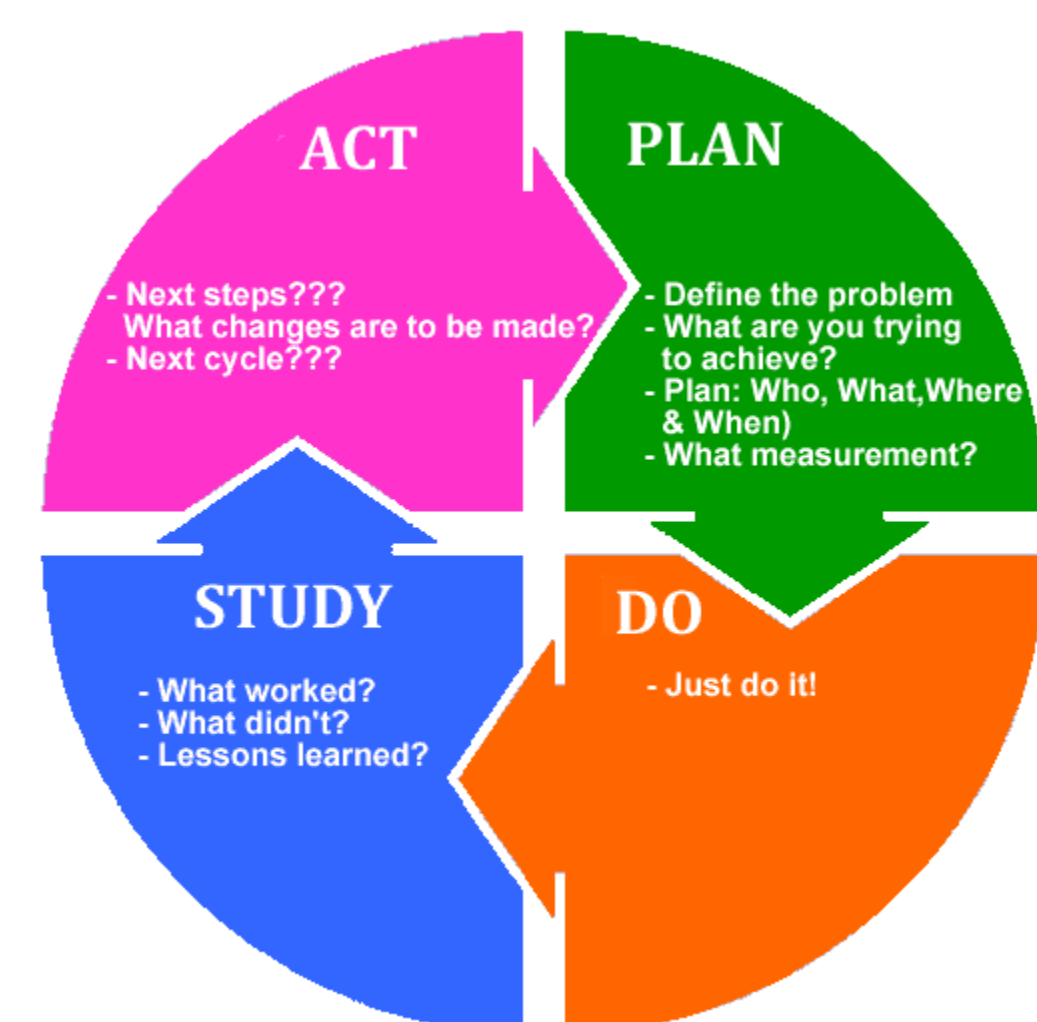 ACT
- Next steps???
What changes are to be made?
- Next cycle???
PLAN
- Define the problem
- What are you trying
to achieve?
- Plan: Who, What,Where
& When)
- What measurement?
STUDY
- What worked?
- What didn't?
- Lessons learned?
DO
- Just do it!